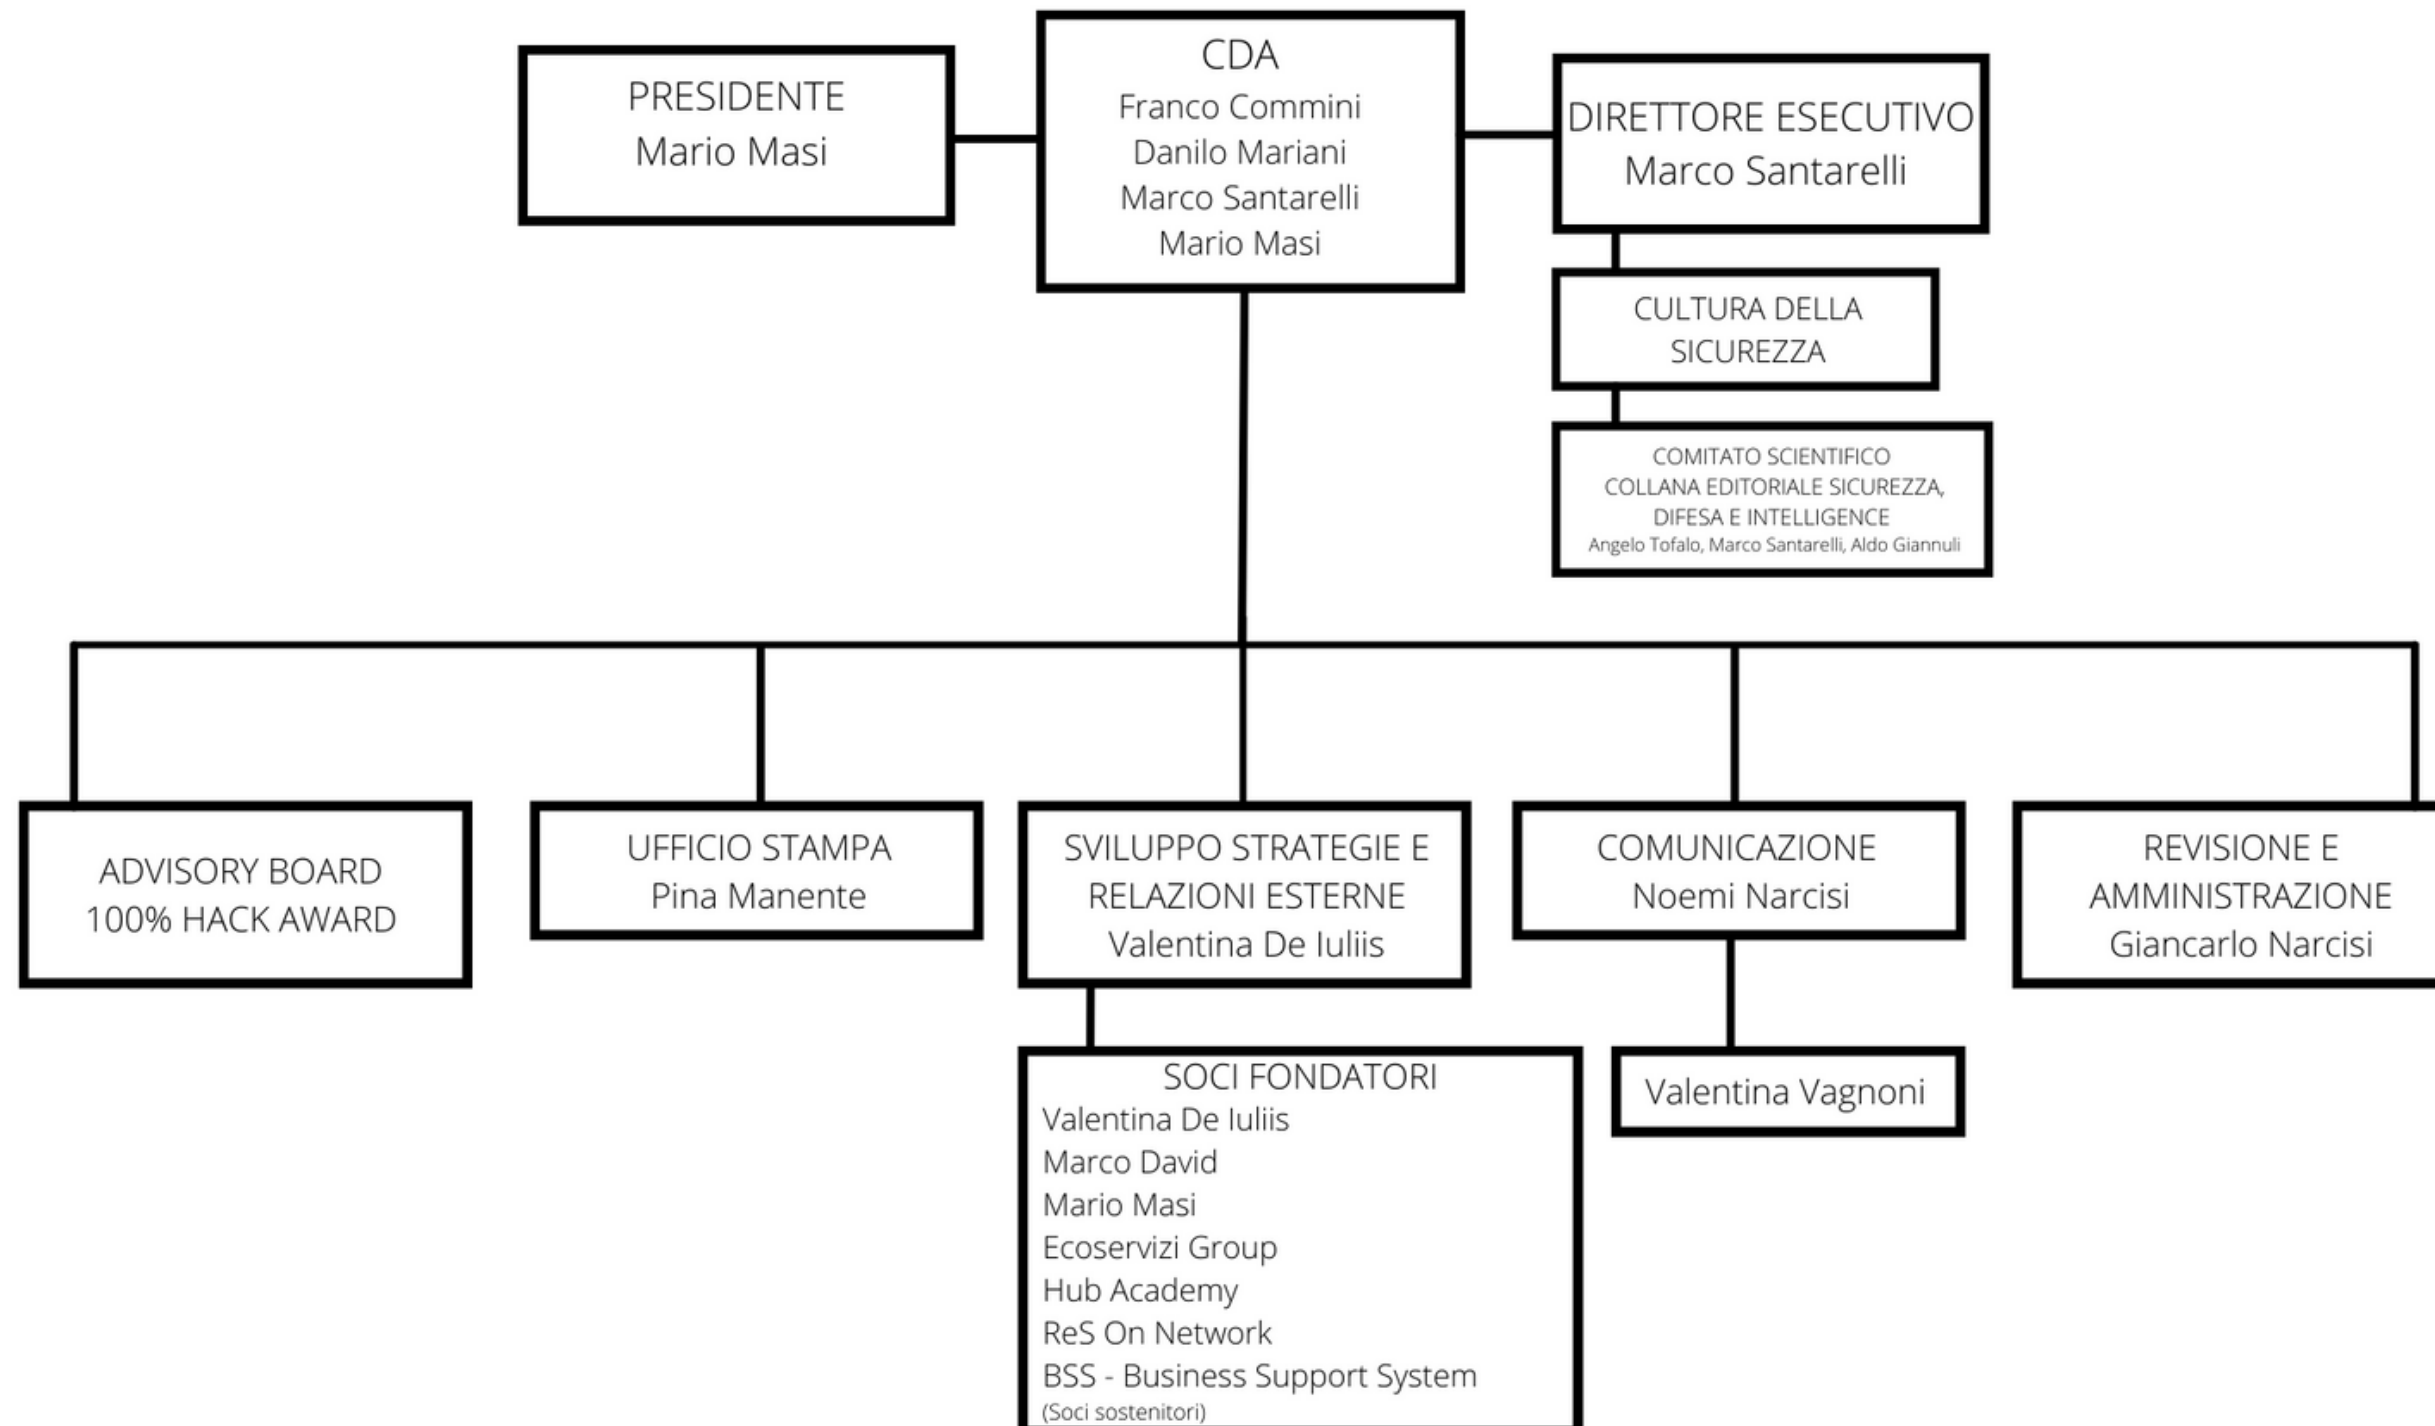 PRESIDENTE
Mario Masi
CDA
Franco Commini
Danilo Mariani
Marco Santarelli
Mario Masi
DIRETTORE ESECUTIVO
Marco Santarelli
CULTURA DELLA
SICUREZZA
COMITATO SCIENTIFICO
COLLANA EDITORIALE SICUREZZA,
DIFESA E INTELLIGENCE
Angelo Tofalo, Marco Santarelli, Aldo Giannuli
ADVISORY BOARD
100% HACK AWARD
UFFICIO STAMPA
Pina Manente
SVILUPPO STRATEGIE E
RELAZIONI ESTERNE
Valentina De Iuliis
COMUNICAZIONE
Noemi Narcisi
REVISIONE E
AMMINISTRAZIONE
Giancarlo Narcisi
SOCI FONDATORI
Valentina De Iuliis
Marco David
Mario Masi
Ecoservizi Group
Hub Academy
ReS On Network
BSS - Business Support System
(Soci sostenitori)
Valentina Vagnoni